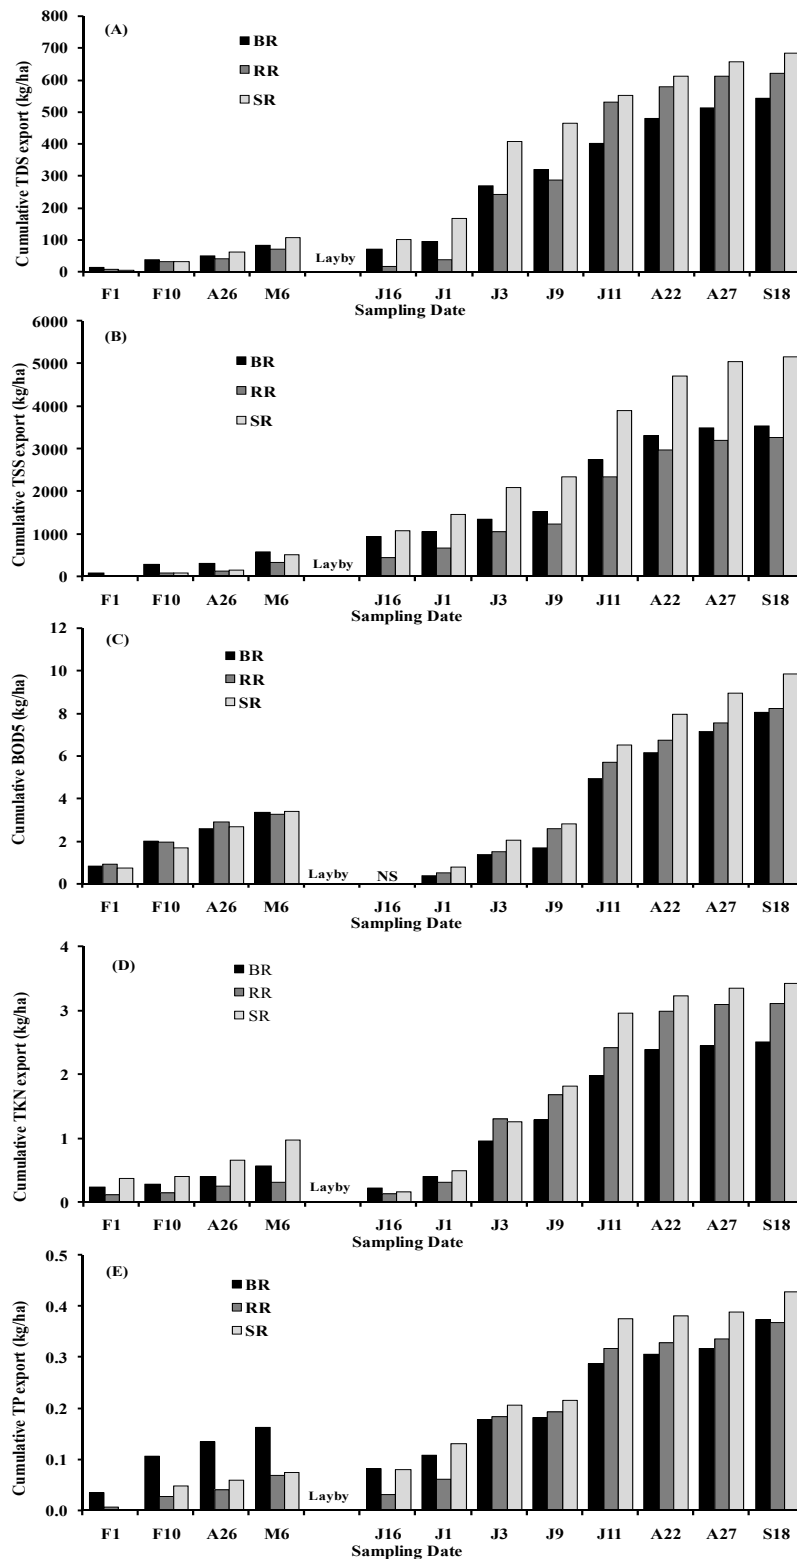 Cumulative TDS export (kg/ha)
800
700
600
500
400
300
200
100
0
(A)
BR
RR
SR
Layby
F1 F10 A26 M6 J16 J1 J3 J9 J11 A22 A27 S18
Sampling Date
Cumulative TSS export (kg/ha)
6000
5000
4000
3000
2000
1000
0
(B)
BR
RR
SR
Layby
F1 F10 A26 M6 J16 J1 J3 J9 J11 A22 A27 S18
Sampling Date
Cumulative BOD5 (kg/ha)
12
10
8
6
4
2
0
(C)
BR
RR
SR
Layby NS
F1 F10 A26 M6 J16 J1 J3 J9 J11 A22 A27 S18
Sampling Date
Cumulative TKN export (kg/ha)
4
3
2
1
0
(D)
BR
RR
SR
Layby
F1 F10 A26 M6 J16 J1 J3 J9 J11 A22 A27 S18
Sampling Date
Cumulative TP export (kg/ha)
0.5
0.4
0.3
0.2
0.1
0.0
(E)
BR
RR
SR
Layby
F1 F10 A26 M6 J16 J1 J3 J9 J11 A22 A27 S18
Sampling Date